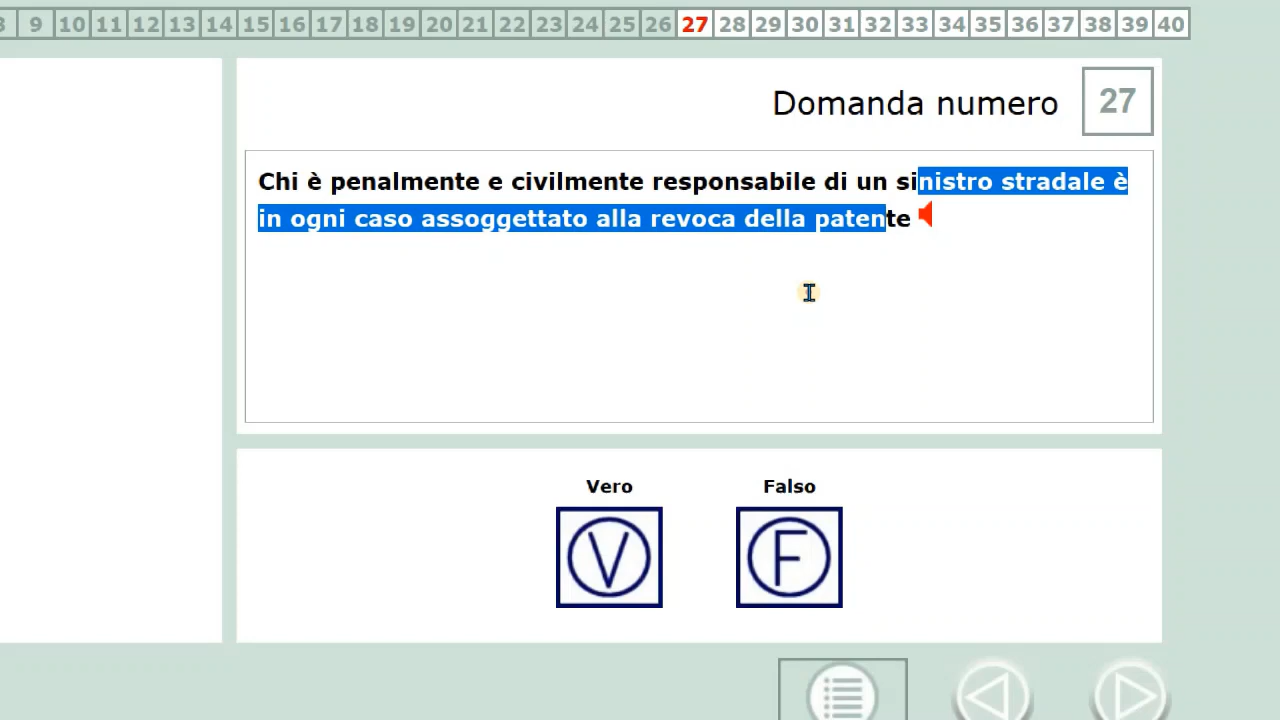 8 9 10 11 12 13 14 15 16 17 18 19 20 21 22 23 24 25 26 27 28 29 30 31 32 33 34 35 36 37 38 39 40
Domanda numero 27
Chi è penalmente e civilmente responsabile di un sinistro stradale è
in ogni caso assoggettato alla revoca della patente
Vero Falso
V F